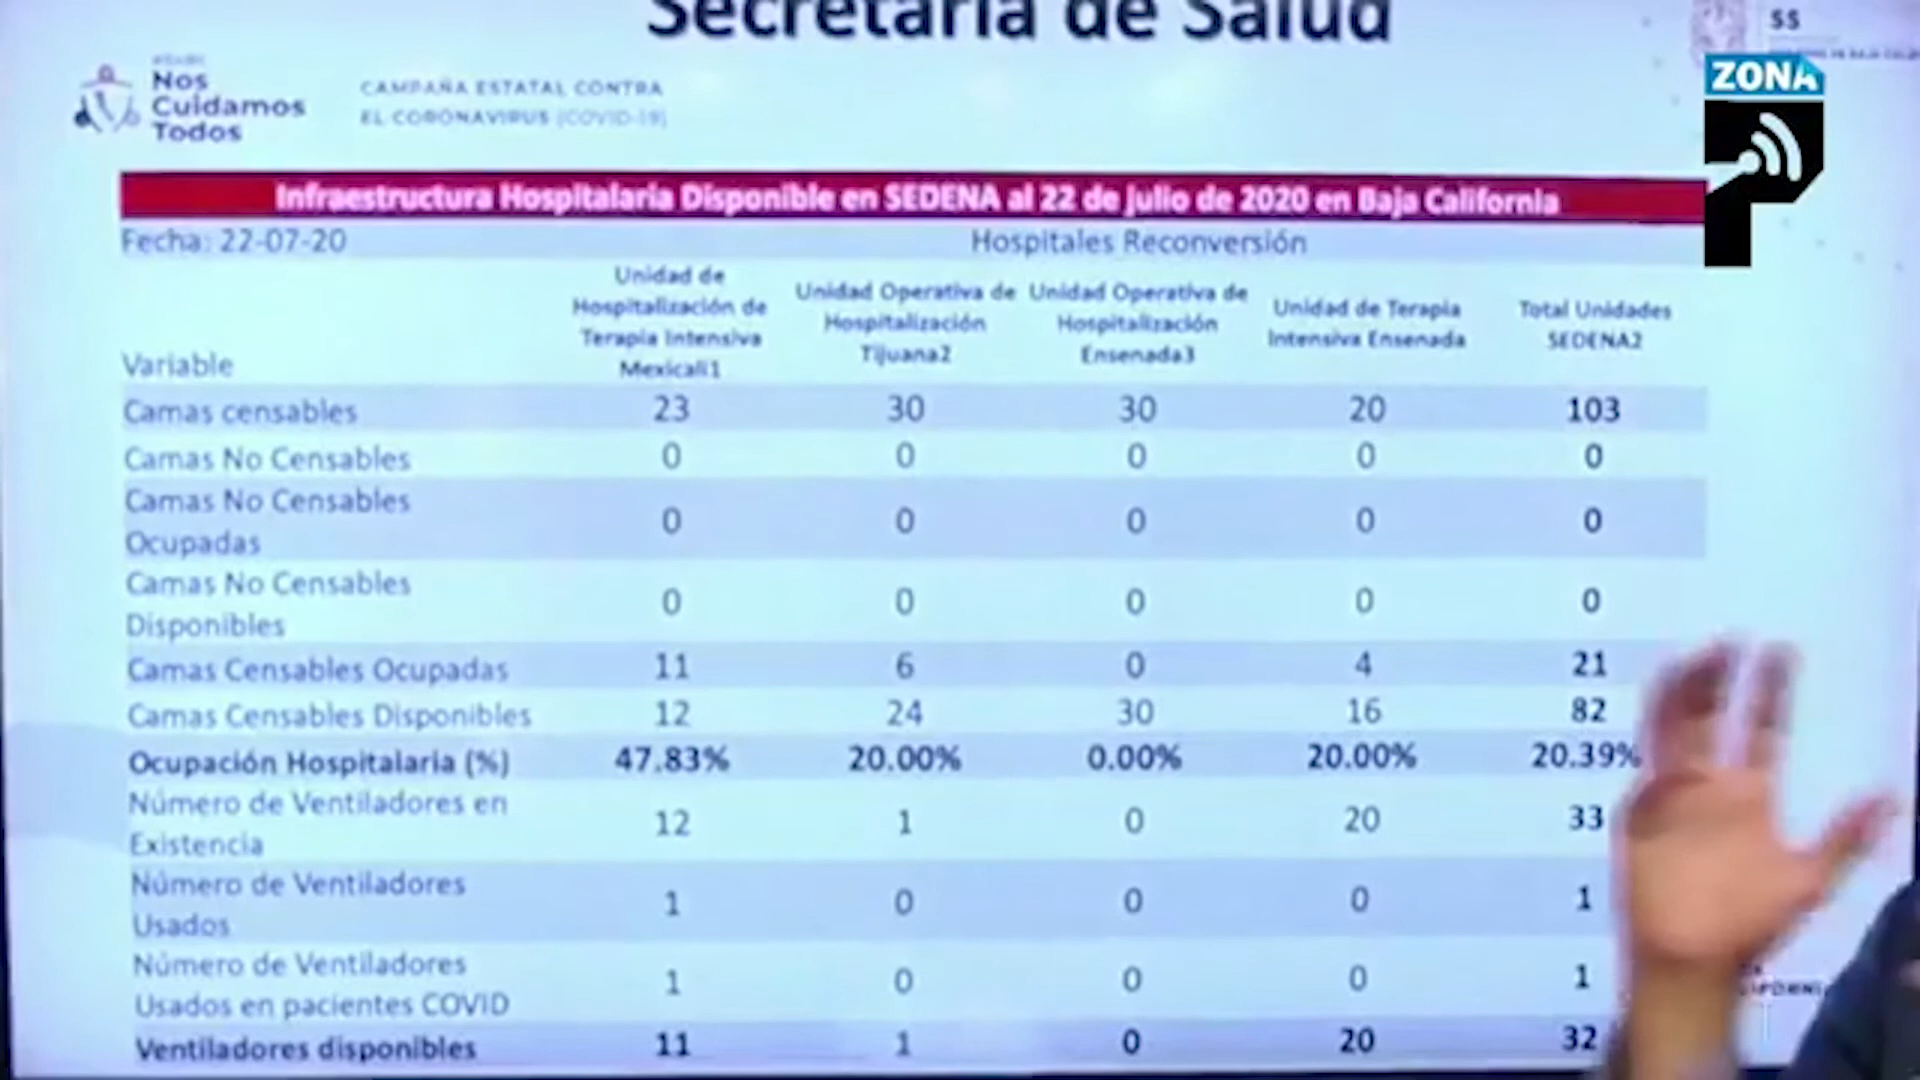 Secretaría de Salud
SS
ZONA
Nos
Cuidamos
Todos
CAMPAÑA ESTATAL CONTRA
EL CORONAVIRUS (COVID-19)
Infraestructura Hospitalaria Disponible en SEDENA al 22 de julio de 2020 en Baja California
Fecha: 22-07-20 Hospitales Reconversión
Variable
Unidad de
Hospitalización de
Terapia Intensiva
Mexicali1
Unidad Operativa de
Hospitalización
Tijuana2
Unidad Operativa de
Hospitalización
Ensenada3
Unidad de Terapia
Intensiva Ensenada
Total Unidades
SEDENA2
Camas censables 23 30 30 20 103
Camas No Censables 0 0 0 0 0
Camas No Censables
Ocupadas 0 0 0 0 0
Camas No Censables
Disponibles 0 0 0 0 0
Camas Censables Ocupadas 11 6 0 4 21
Camas Censables Disponibles 12 24 30 16 82
Ocupación Hospitalaria (%) 47.83% 20.00% 0.00% 20.00% 20.39%
Número de Ventiladores en
Existencia 12 1 0 20 33
Número de Ventiladores
Usados 1 0 0 0 1
Número de Ventiladores
Usados en pacientes COVID 1 0 0 0 1
Ventiladores disponibles 11 1 0 20 32